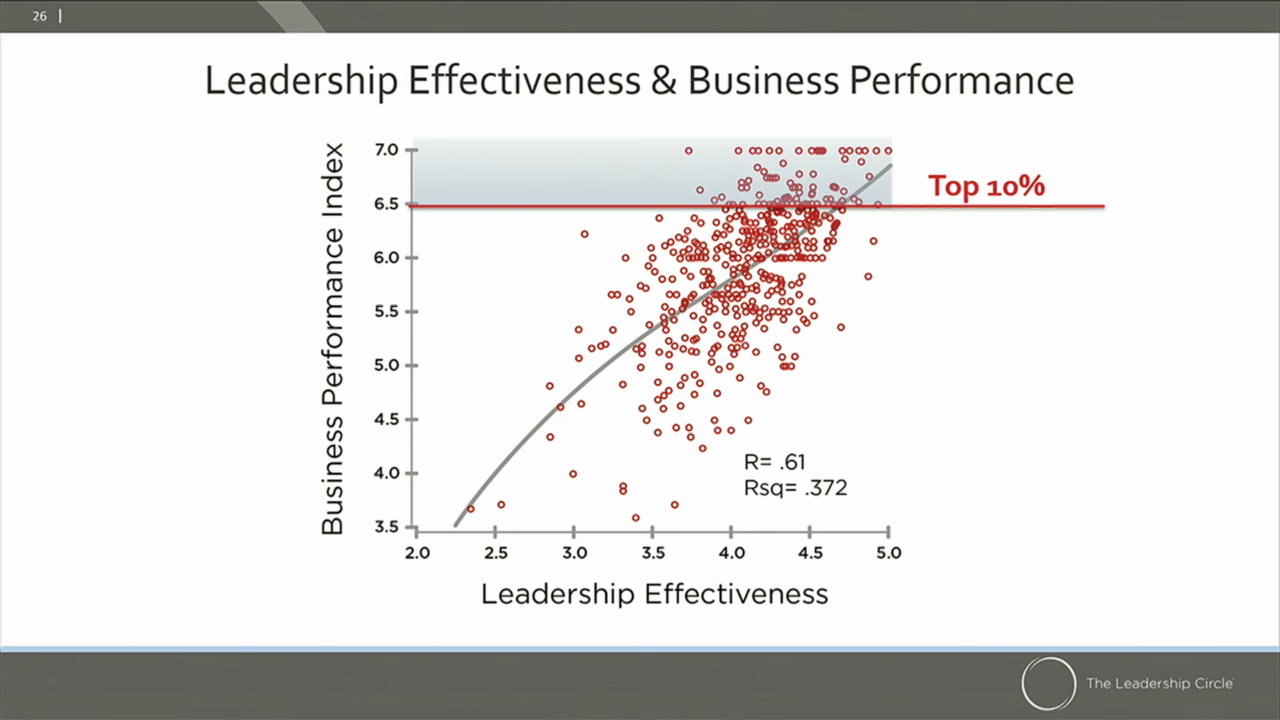 26 |
Leadership Effectiveness & Business Performance
Business Performance Index
7.0
6.5
6.0
5.5
5.0
4.5
4.0
3.5
Top 10%
R= .61
Rsq= .372
2.0 2.5 3.0 3.5 4.0 4.5 5.0
Leadership Effectiveness
The Leadership Circle